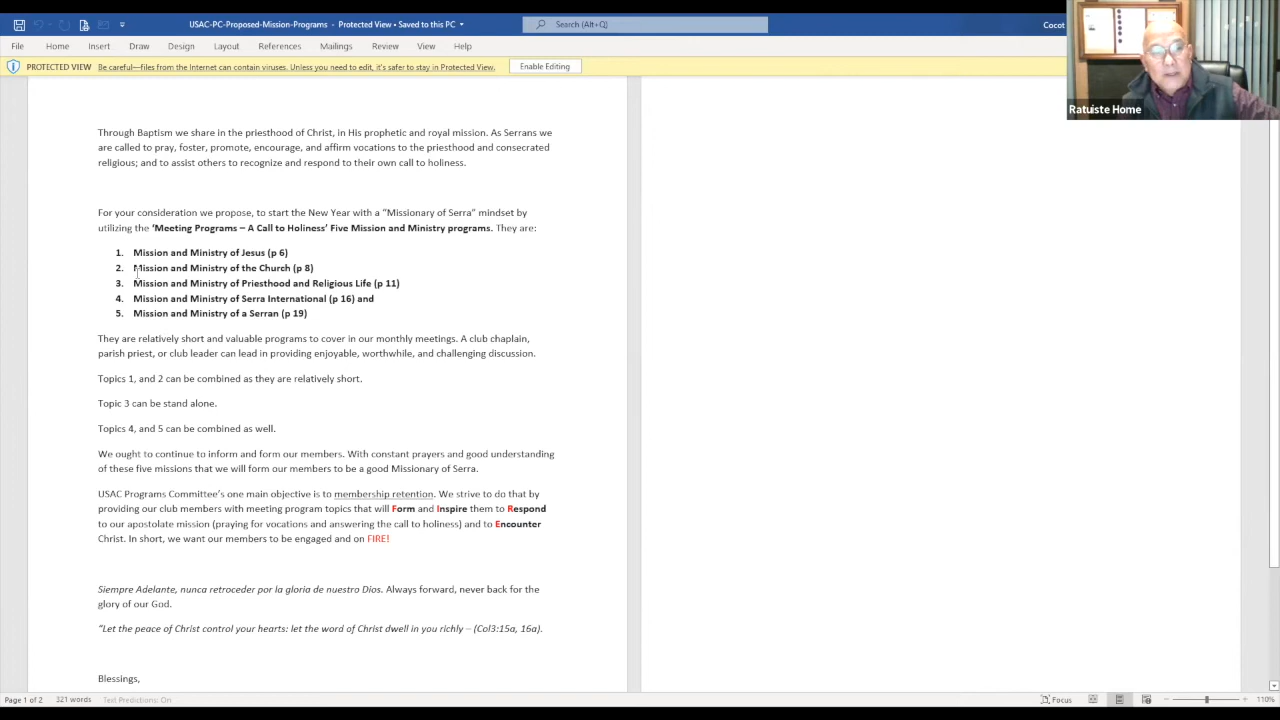 USAC-PC-Proposed-Mission-Programs - Protected View • Saved to this PC
Search (Alt+Q)
Cocot
File Home Insert Draw Design Layout References Mailings Review View Help
PROTECTED VIEW Be careful—files from the Internet can contain viruses. Unless you need to edit, it's safer to stay in Protected View. Enable Editing
Ratuiste Home
Through Baptism we share in the priesthood of Christ, in His prophetic and royal mission. As Serrans we
are called to pray, foster, promote, encourage, and affirm vocations to the priesthood and consecrated
religious; and to assist others to recognize and respond to their own call to holiness.
For your consideration we propose, to start the New Year with a “Missionary of Serra” mindset by
utilizing the ‘Meeting Programs – A Call to Holiness’ Five Mission and Ministry programs. They are:
1. Mission and Ministry of Jesus (p 6)
2. Mission and Ministry of the Church (p 8)
3. Mission and Ministry of Priesthood and Religious Life (p 11)
4. Mission and Ministry of Serra International (p 16) and
5. Mission and Ministry of a Serran (p 19)
They are relatively short and valuable programs to cover in our monthly meetings. A club chaplain,
parish priest, or club leader can lead in providing enjoyable, worthwhile, and challenging discussion.
Topics 1, and 2 can be combined as they are relatively short.
Topic 3 can be stand alone.
Topics 4, and 5 can be combined as well.
We ought to continue to inform and form our members. With constant prayers and good understanding
of these five missions that we will form our members to be a good Missionary of Serra.
USAC Programs Committee’s one main objective is to membership retention. We strive to do that by
providing our club members with meeting program topics that will Form and Inspire them to Respond
to our apostolate mission (praying for vocations and answering the call to holiness) and to Encounter
Christ. In short, we want our members to be engaged and on FIRE!
Siempre Adelante, nunca retroceder por la gloria de nuestro Dios. Always forward, never back for the
glory of our God.
“Let the peace of Christ control your hearts: let the word of Christ dwell in you richly – (Col3:15a, 16a).
Blessings,
Page 1 of 2 321 words Text Predictions: On Focus 110%